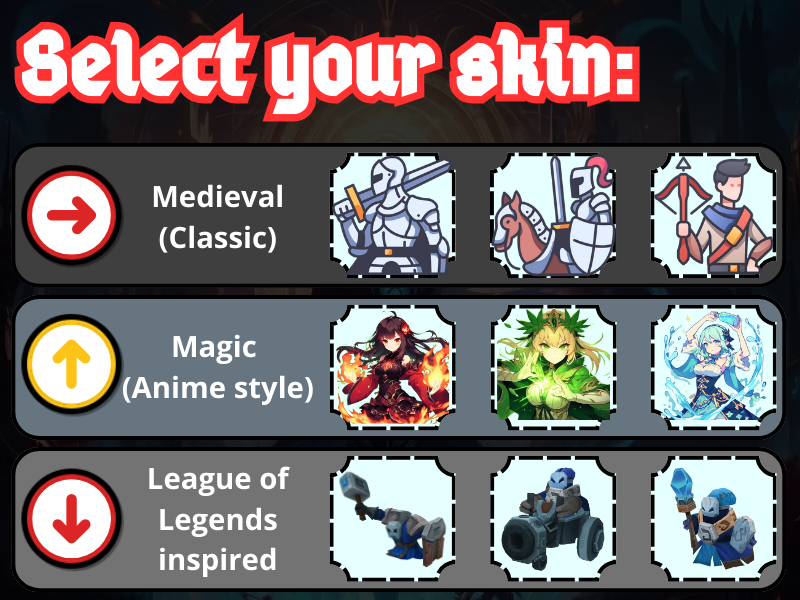 Select your skin:
Medieval
(Classic)
Magic
(Anime style)
League of
Legends
inspired